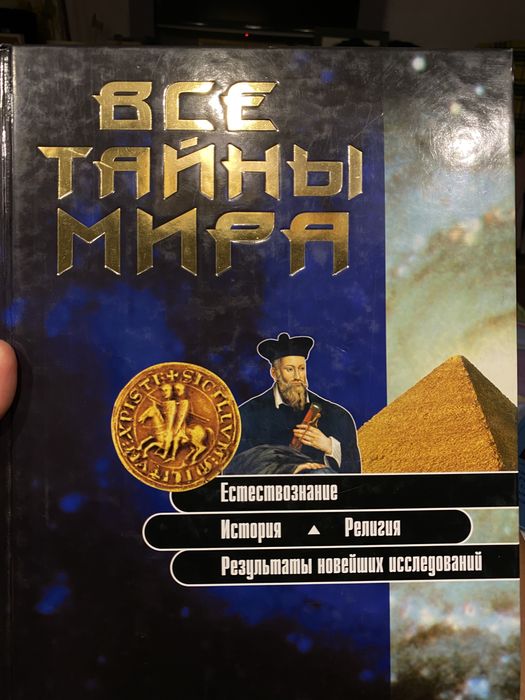 ВСЕ
ТАЙНЫ
МИРА
Естествознание
История ▲ Религия
Результаты новейших исследований